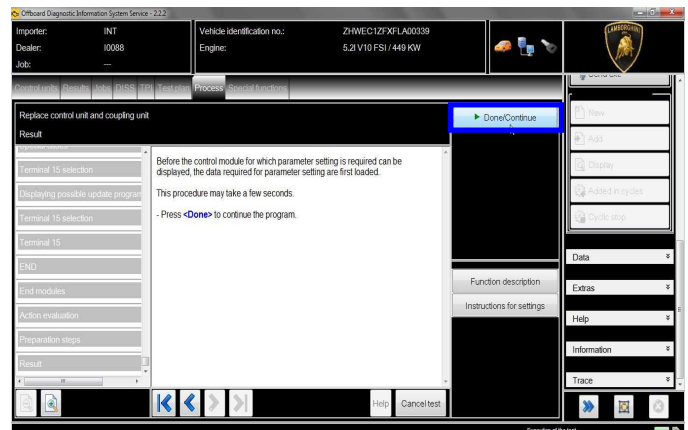 Offboard Diagnostic Information System Service - 2.2.2
Importer: INT
Dealer: I0088
Job: ---
Vehicle identification no.: ZHWEC1ZFXFLA00339
Engine: 5.2l V10 FSI / 449 KW
LAMBORGHINI
Control units Results Jobs DISS TPI Test plan Process Special functions
Replace control unit and coupling unit
Result
Terminal 15 selection
Displaying possible update program
Terminal 15 selection
Terminal 15
END
End modules
Action evaluation
Preparation steps
Result
Before the control module for which parameter setting is required can be
displayed, the data required for parameter setting are first loaded.
This procedure may take a few seconds.
- Press <Done> to continue the program.
Help
Cancel test
Done/Continue
Function description
Instructions for settings
New
Add
Display
Added in cycles
Cyclic stop
Data
Extras
Help
Information
Trace